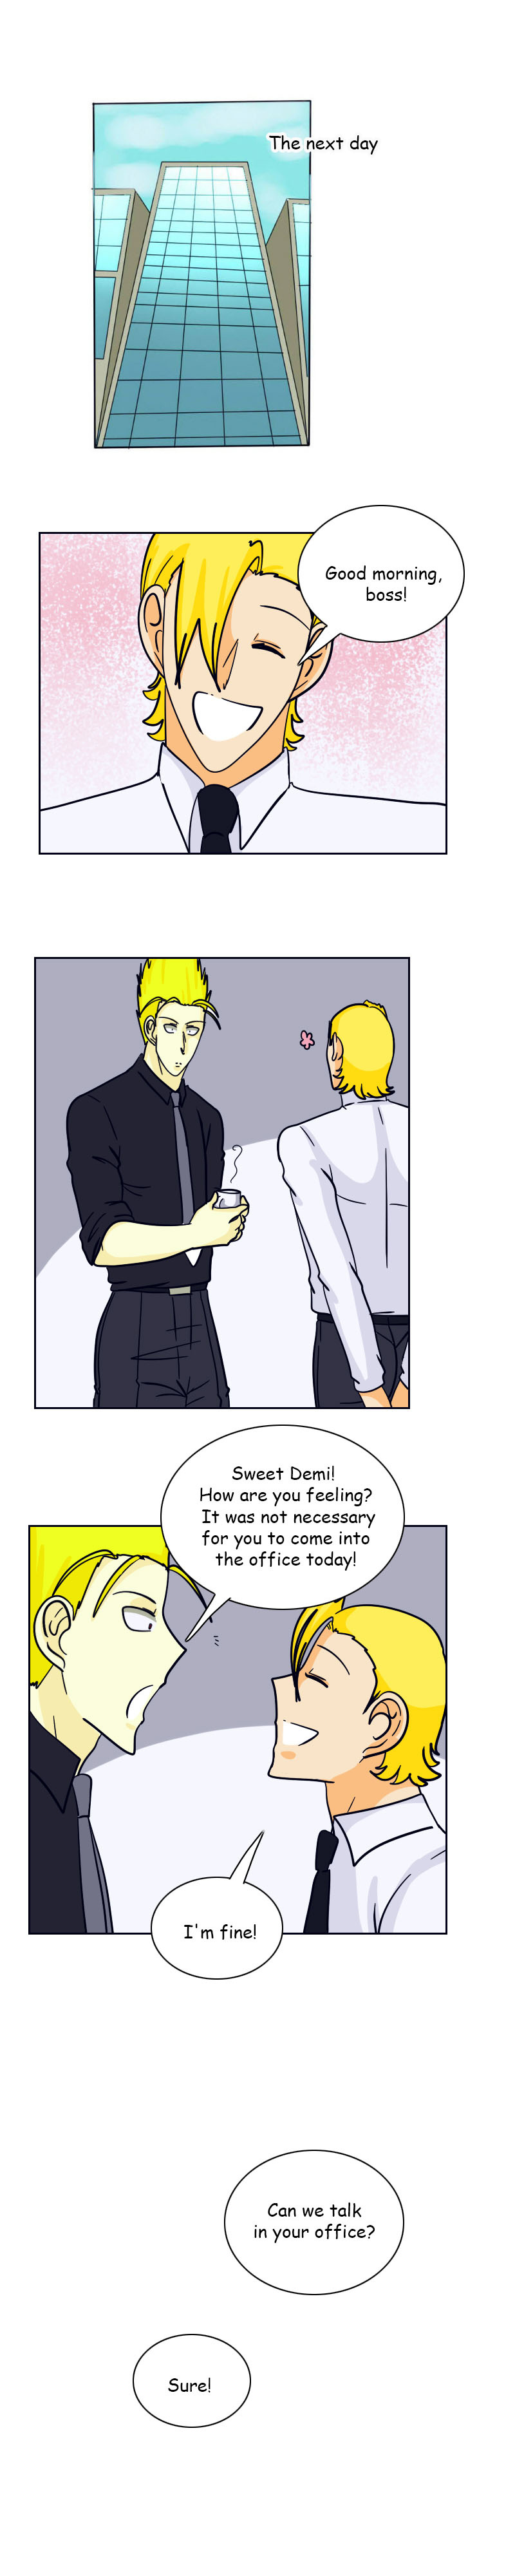 The next day
Good morning,
boss!
Sweet Demi!
How are you feeling?
It was not necessary
for you to come into
the office today!
I'm fine!
Can we talk
in your office?
Sure!